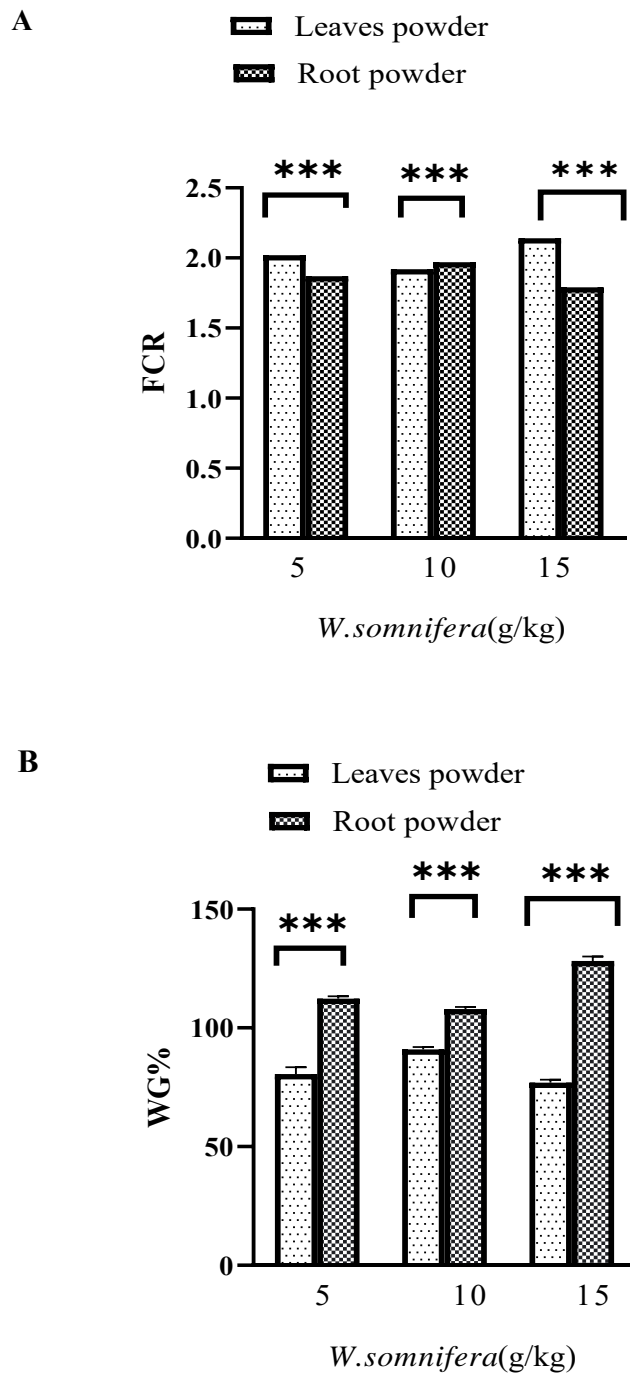 A
Leaves powder
Root powder
*** *** ***
2.5
2.0
1.5
1.0
0.5
0.0
FCR
5 10 15
W.somnifera(g/kg)
B
Leaves powder
Root powder
*** *** ***
150
100
50
0
WG%
5 10 15
W.somnifera(g/kg)